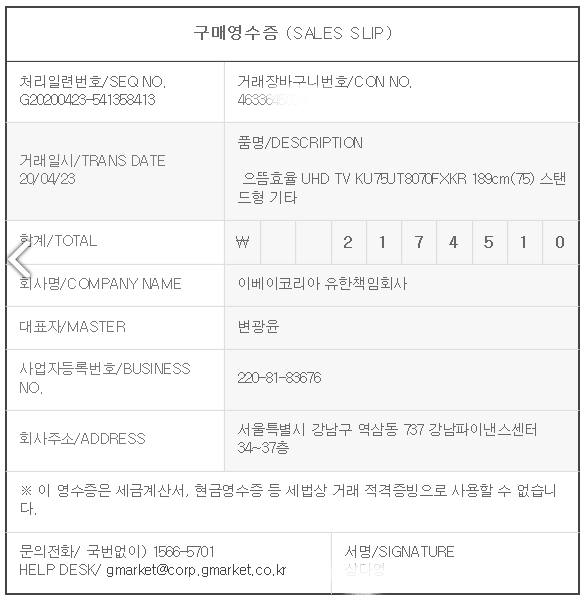 구매영수증 (SALES SLIP)
처리일련번호/SEQ NO.
G20200423-541358413
거래장바구니번호/CON NO.
거래일시/TRANS DATE
20/04/23
품명/DESCRIPTION
으뜸효율 UHD TV KU75UT8070FXKR 189cm(75) 스탠
드형 기타
합계/TOTAL
₩ 2 1 7 4 5 1 0
회사명/COMPANY NAME
이베이코리아 유한책임회사
대표자/MASTER
변광윤
사업자등록번호/BUSINESS
NO.
220-81-83676
회사주소/ADDRESS
서울특별시 강남구 역삼동 737 강남파이낸스센터
34~37층
※ 이 영수증은 세금계산서, 현금영수증 등 세법상 거래 적격증빙으로 사용할 수 없습니
다.
문의전화/ 국번없이) 1566-5701
HELP DESK/ gmarket@corp.gmarket.co.kr
서명/SIGNATURE